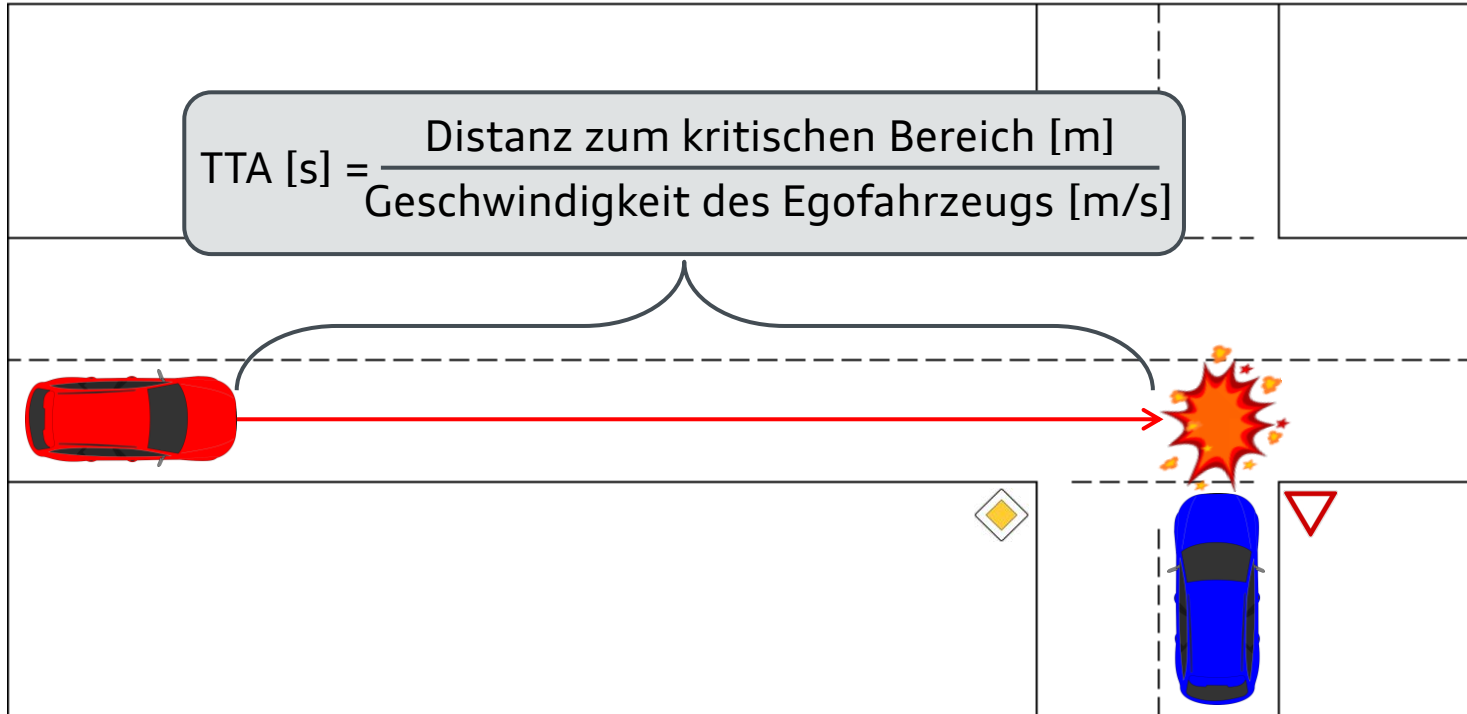 TTA [s] =
Distanz zum kritischen Bereich [m]
Geschwindigkeit des Egofahrzeugs [m/s]